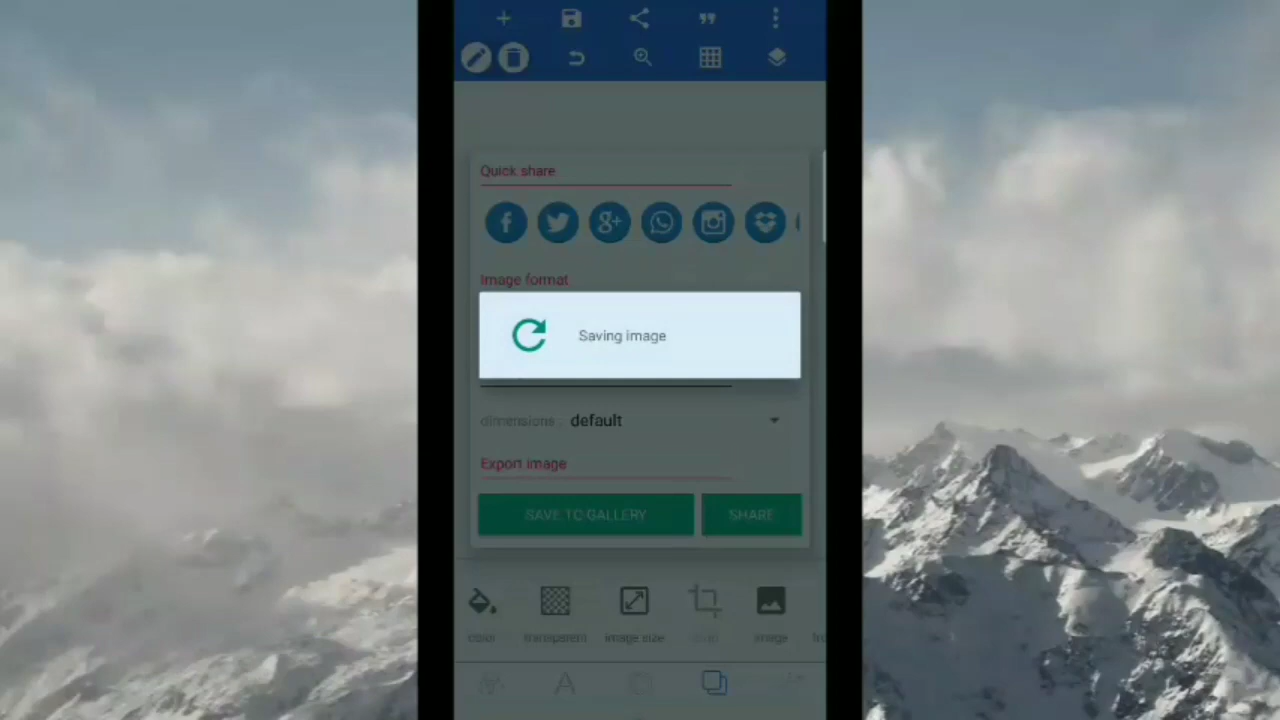 Quick share
Image format
Saving image
dimensions : default
Export image
SAVE TO GALLERY
SHARE
color
transparent
image size
crop
image